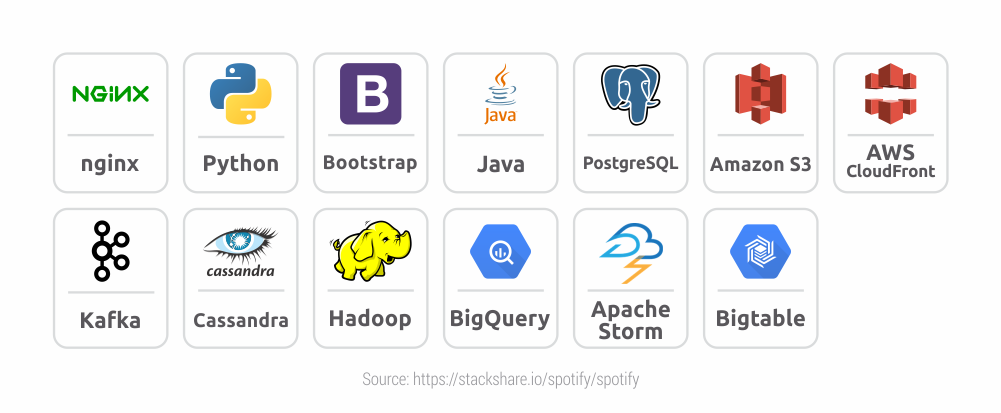 NGiNX
B
Java
nginx
Python
Bootstrap
Java
PostgreSQL
Amazon S3
AWS
CloudFront
cassandra
Kafka
Cassandra
Hadoop
BigQuery
Apache
Storm
Bigtable
Source: https://stackshare.io/spotify/spotify